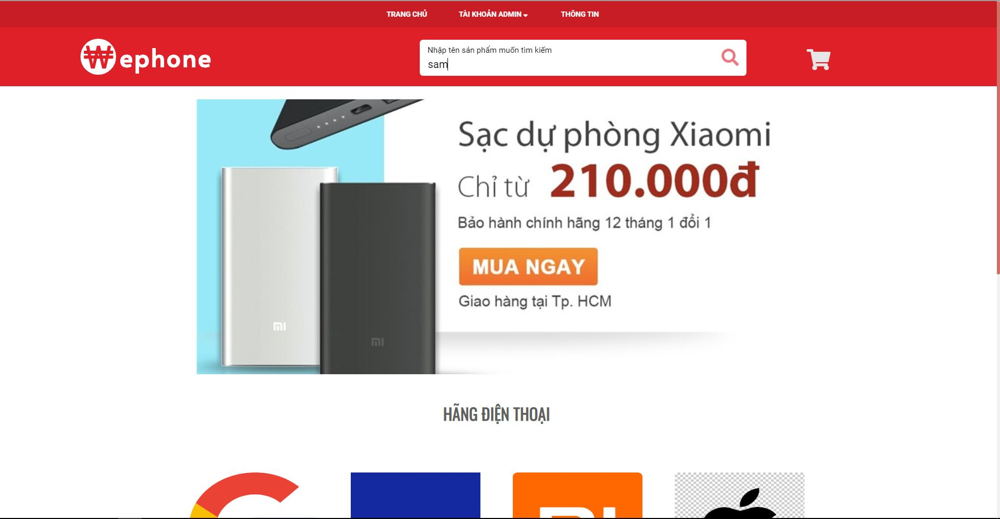 TRANG CHỦ
TÀI KHOẢN ADMIN
THÔNG TIN
₩ephone
Nhập tên sản phẩm muốn tìm kiếm
sam
Sạc dự phòng Xiaomi
Chỉ từ 210.000đ
Bảo hành chính hãng 12 tháng 1 đổi 1
MUA NGAY
Giao hàng tại Tp. HCM
mi
mi
HÃNG ĐIỆN THOẠI